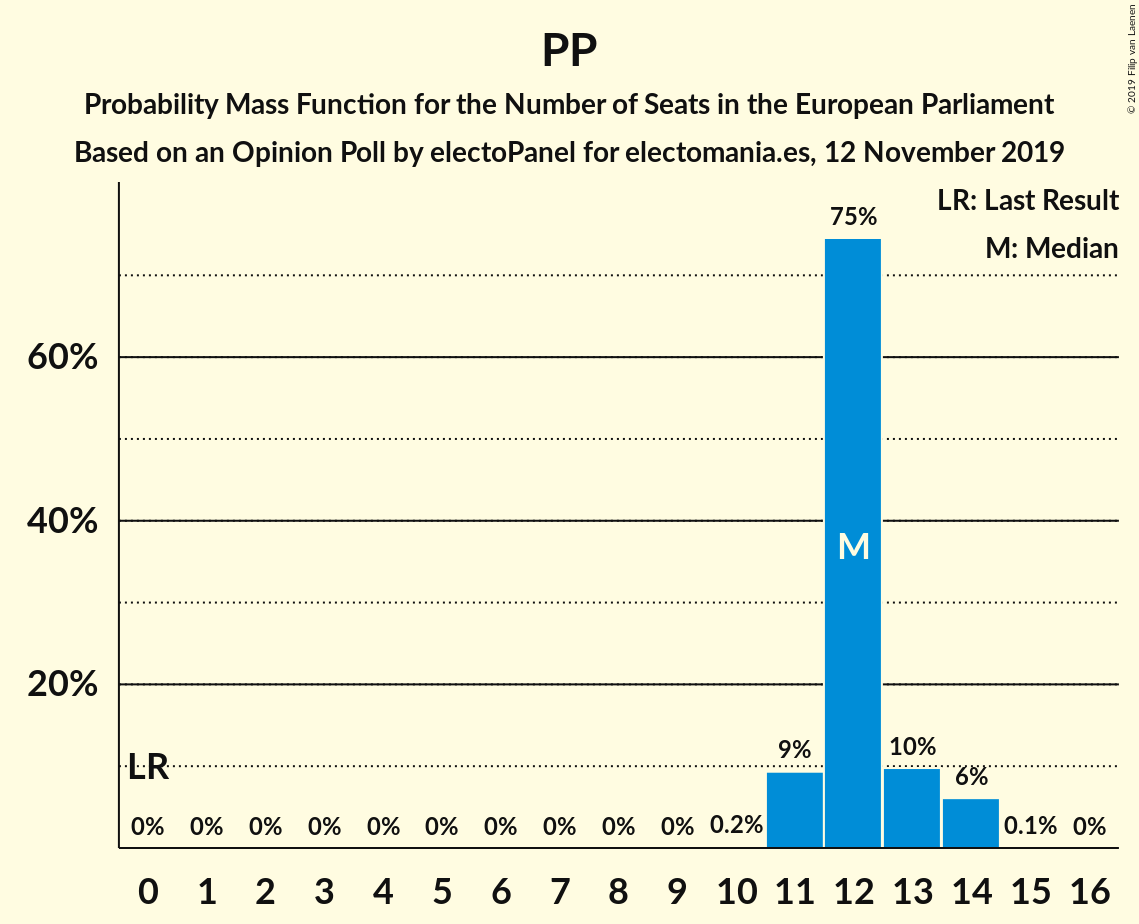 PP
Probability Mass Function for the Number of Seats in the European Parliament
Based on an Opinion Poll by electoPanel for electomania.es, 12 November 2019
© 2019 Filip van Laenen
LR: Last Result
M: Median
75%
60%
40%
M
20%
LR
0% 0% 0% 0% 0% 0% 0% 0% 0% 0% 0.2% 9% 10% 6% 0.1% 0%
0 1 2 3 4 5 6 7 8 9 10 11 12 13 14 15 16